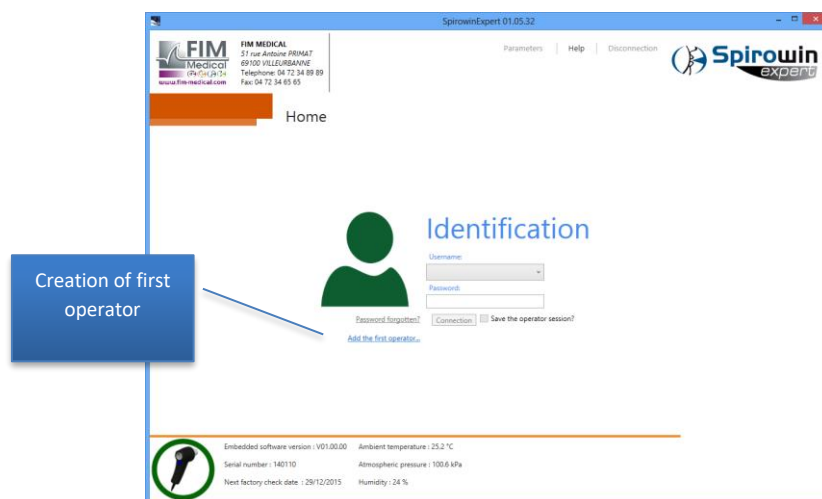 SpirowinExpert 01.05.32
FIM
Medical
www.fim-medical.com
FIM MEDICAL
51 rue Antoine PRIMAT
69100 VILLEURBANNE
Telephone: 04 72 34 89 89
Fax: 04 72 34 65 65
Parameters | Help | Disconnection
Spirowin
expert
Home
Identification
Username:
Password:
Password forgotten?
Connection
Save the operator session?
Add the first operator...
Creation of first
operator
Embedded software version : V01.00.00
Ambient temperature : 25.2 °C
Serial number : 140110
Atmospheric pressure : 100.6 kPa
Next factory check date : 29/12/2015
Humidity : 24 %